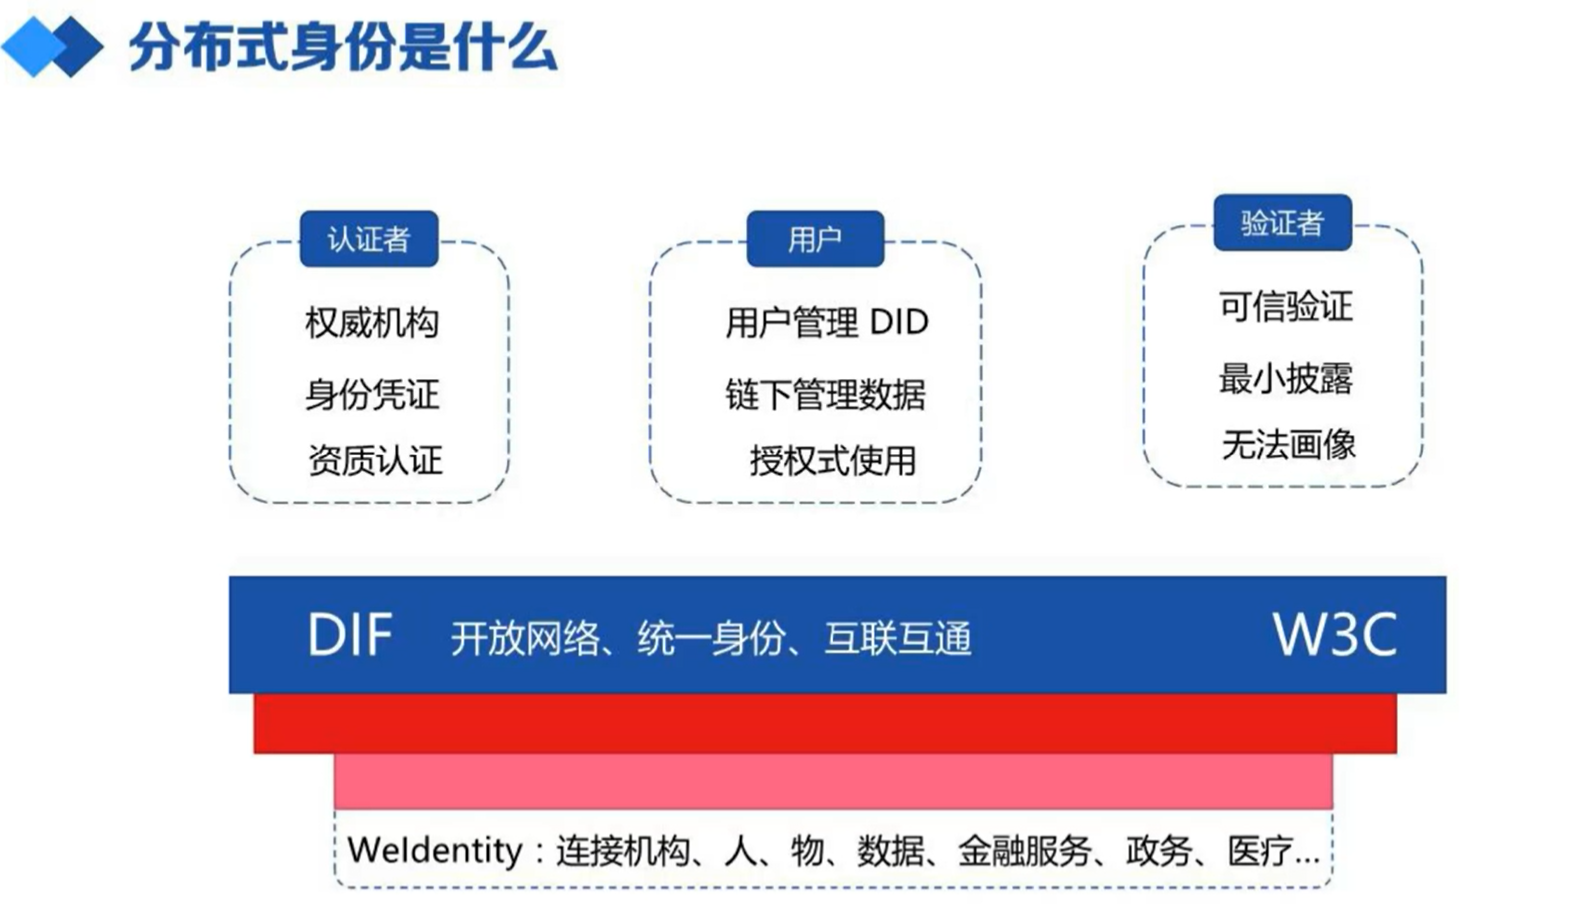 分布式身份是什么
认证者
权威机构
身份凭证
资质认证
用户
用户管理 DID
链下管理数据
授权式使用
验证者
可信验证
最小披露
无法画像
DIF 开放网络、统一身份、互联互通 W3C
WeIdentity：连接机构、人、物、数据、金融服务、政务、医疗...